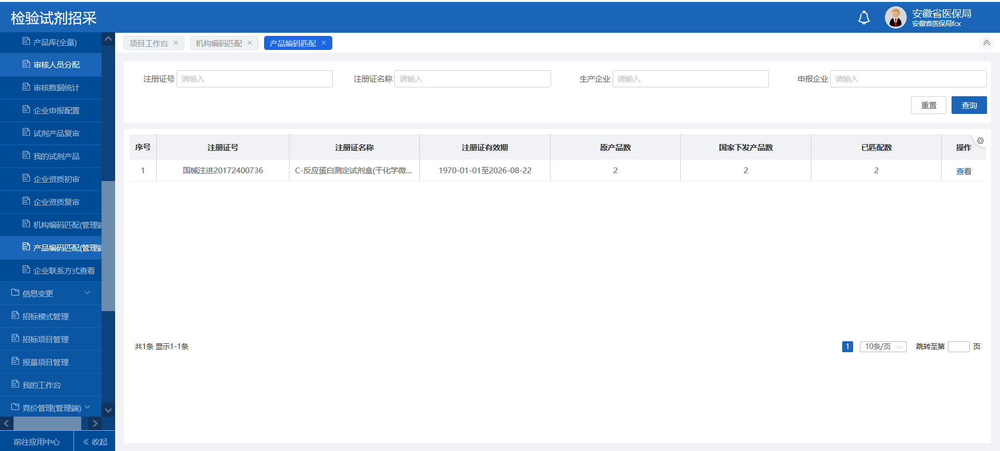 检验试剂招采
安徽省医保局
安徽省医保局fcx
产品库(全量)
审核人员分配
审核数据统计
企业申报配置
试剂产品复审
我的试剂产品
企业资质初审
企业资质复审
机构编码匹配(管理端
产品编码匹配(管理端
企业联系方式查看
信息变更
招标模式管理
招标项目管理
报量项目管理
我的工作台
竞价管理(管理端)
前往应用中心
收起
项目工作台 机构编码匹配 产品编码匹配
注册证号 请输入 注册证名称 请输入 生产企业 请输入 申报企业 请输入
重置 查询
序号 注册证号 注册证名称 注册证有效期 原产品数 国家下发产品数 已匹配数 操作
1 国械注进20172400736 C-反应蛋白测定试剂盒(干化学微... 1970-01-01至2026-08-22 2 2 2 查看
共1条 显示1-1条 1 10条/页 跳转至第 页